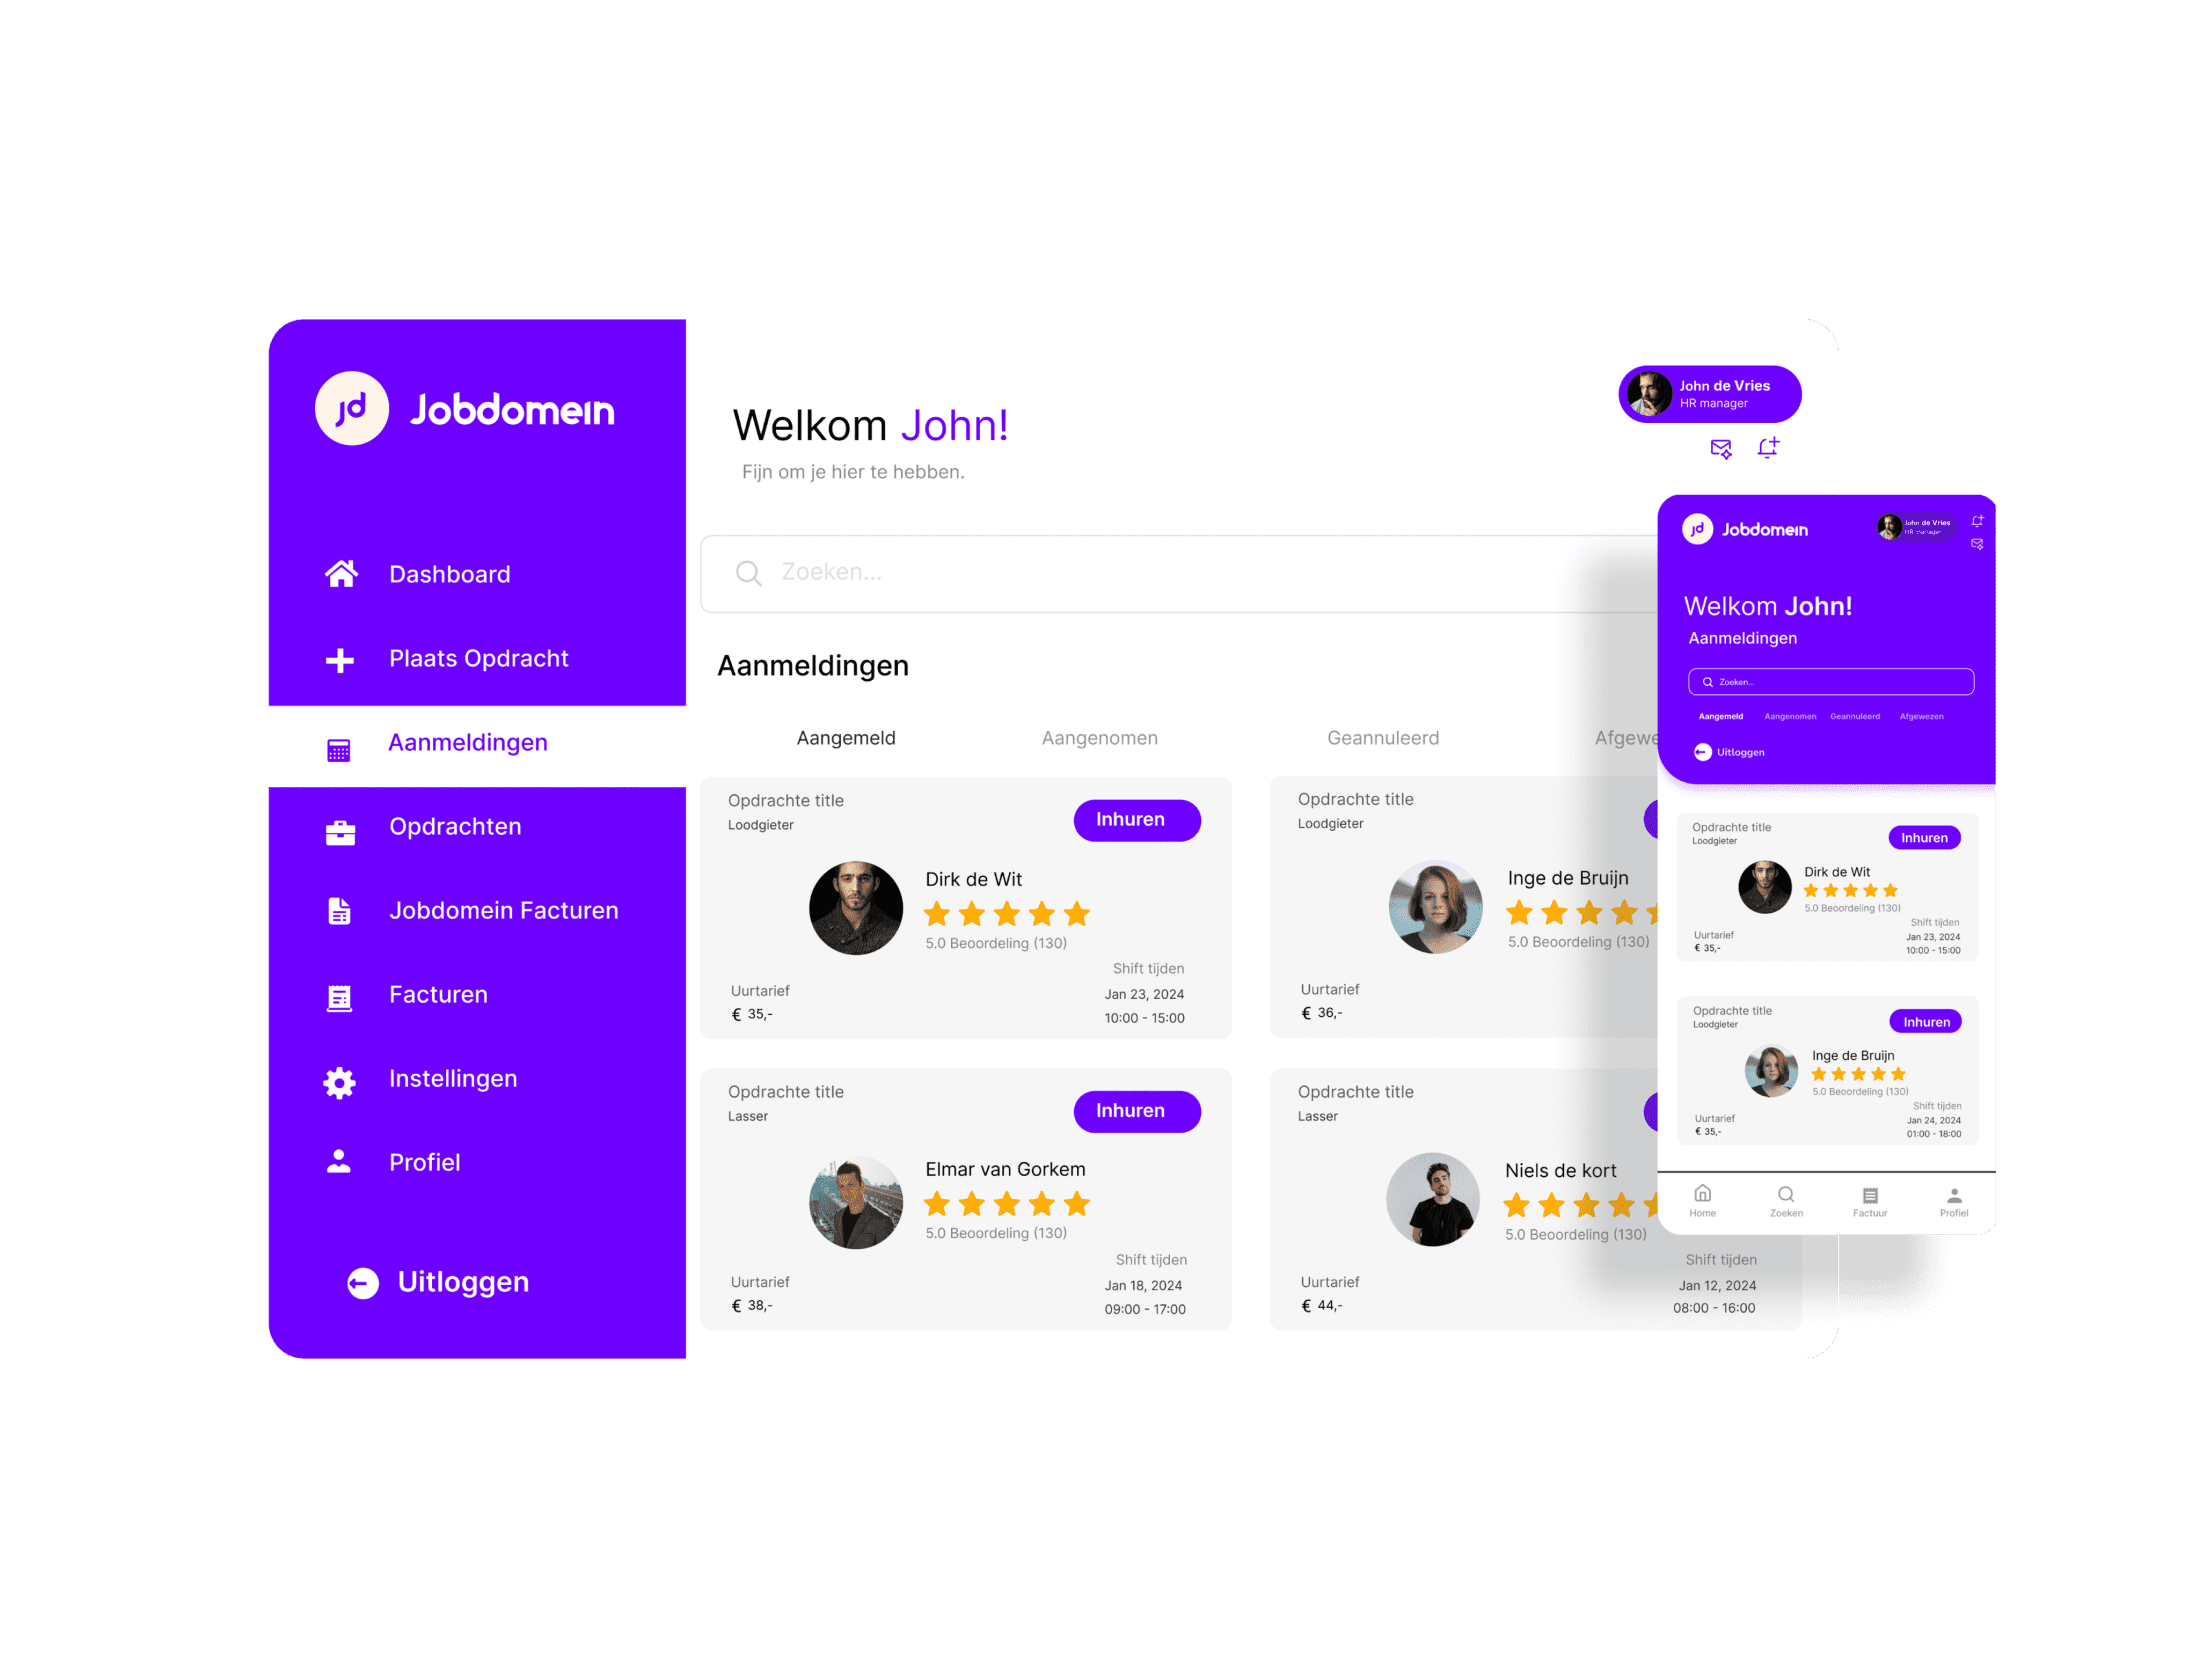 jd Jobdomein
Dashboard
Plaats Opdracht
Aanmeldingen
Opdrachten
Jobdomein Facturen
Facturen
Instellingen
Profiel
Uitloggen
Welkom John!
Fijn om je hier te hebben.
John de Vries
HR manager
Zoeken...
Aanmeldingen
Aangemeld Aangenomen Geannuleerd Afgewe
Opdrachte title
Loodgieter
Inhuren
Dirk de Wit
5.0 Beoordeling (130)
Shift tijden
Uurtarief
Jan 23, 2024
€ 35,-
10:00 - 15:00
Opdrachte title
Loodgieter
Inge de Bruijn
5.0 Beoordeling (130)
Uurtarief
€ 36,-
Opdrachte title
Lasser
Inhuren
Elmar van Gorkem
5.0 Beoordeling (130)
Shift tijden
Uurtarief
Jan 18, 2024
€ 38,-
09:00 - 17:00
Opdrachte title
Lasser
Niels de kort
5.0 Beoordeling (130)
Shift tijden
Uurtarief
Jan 12, 2024
€ 44,-
08:00 - 16:00
jd Jobdomein
John de Vries
HR manager
Welkom John!
Aanmeldingen
Zoeken...
Aangemeld Aangenomen Geannuleerd Afgewezen
Uitloggen
Opdrachte title
Loodgieter
Inhuren
Dirk de Wit
5.0 Beoordeling (130)
Shift tijden
Uurtarief
Jan 23, 2024
€ 35,-
10:00 - 15:00
Opdrachte title
Loodgieter
Inhuren
Inge de Bruijn
5.0 Beoordeling (130)
Shift tijden
Uurtarief
Jan 24, 2024
€ 35,-
01:00 - 18:00
Home Zoeken Factuur Profiel